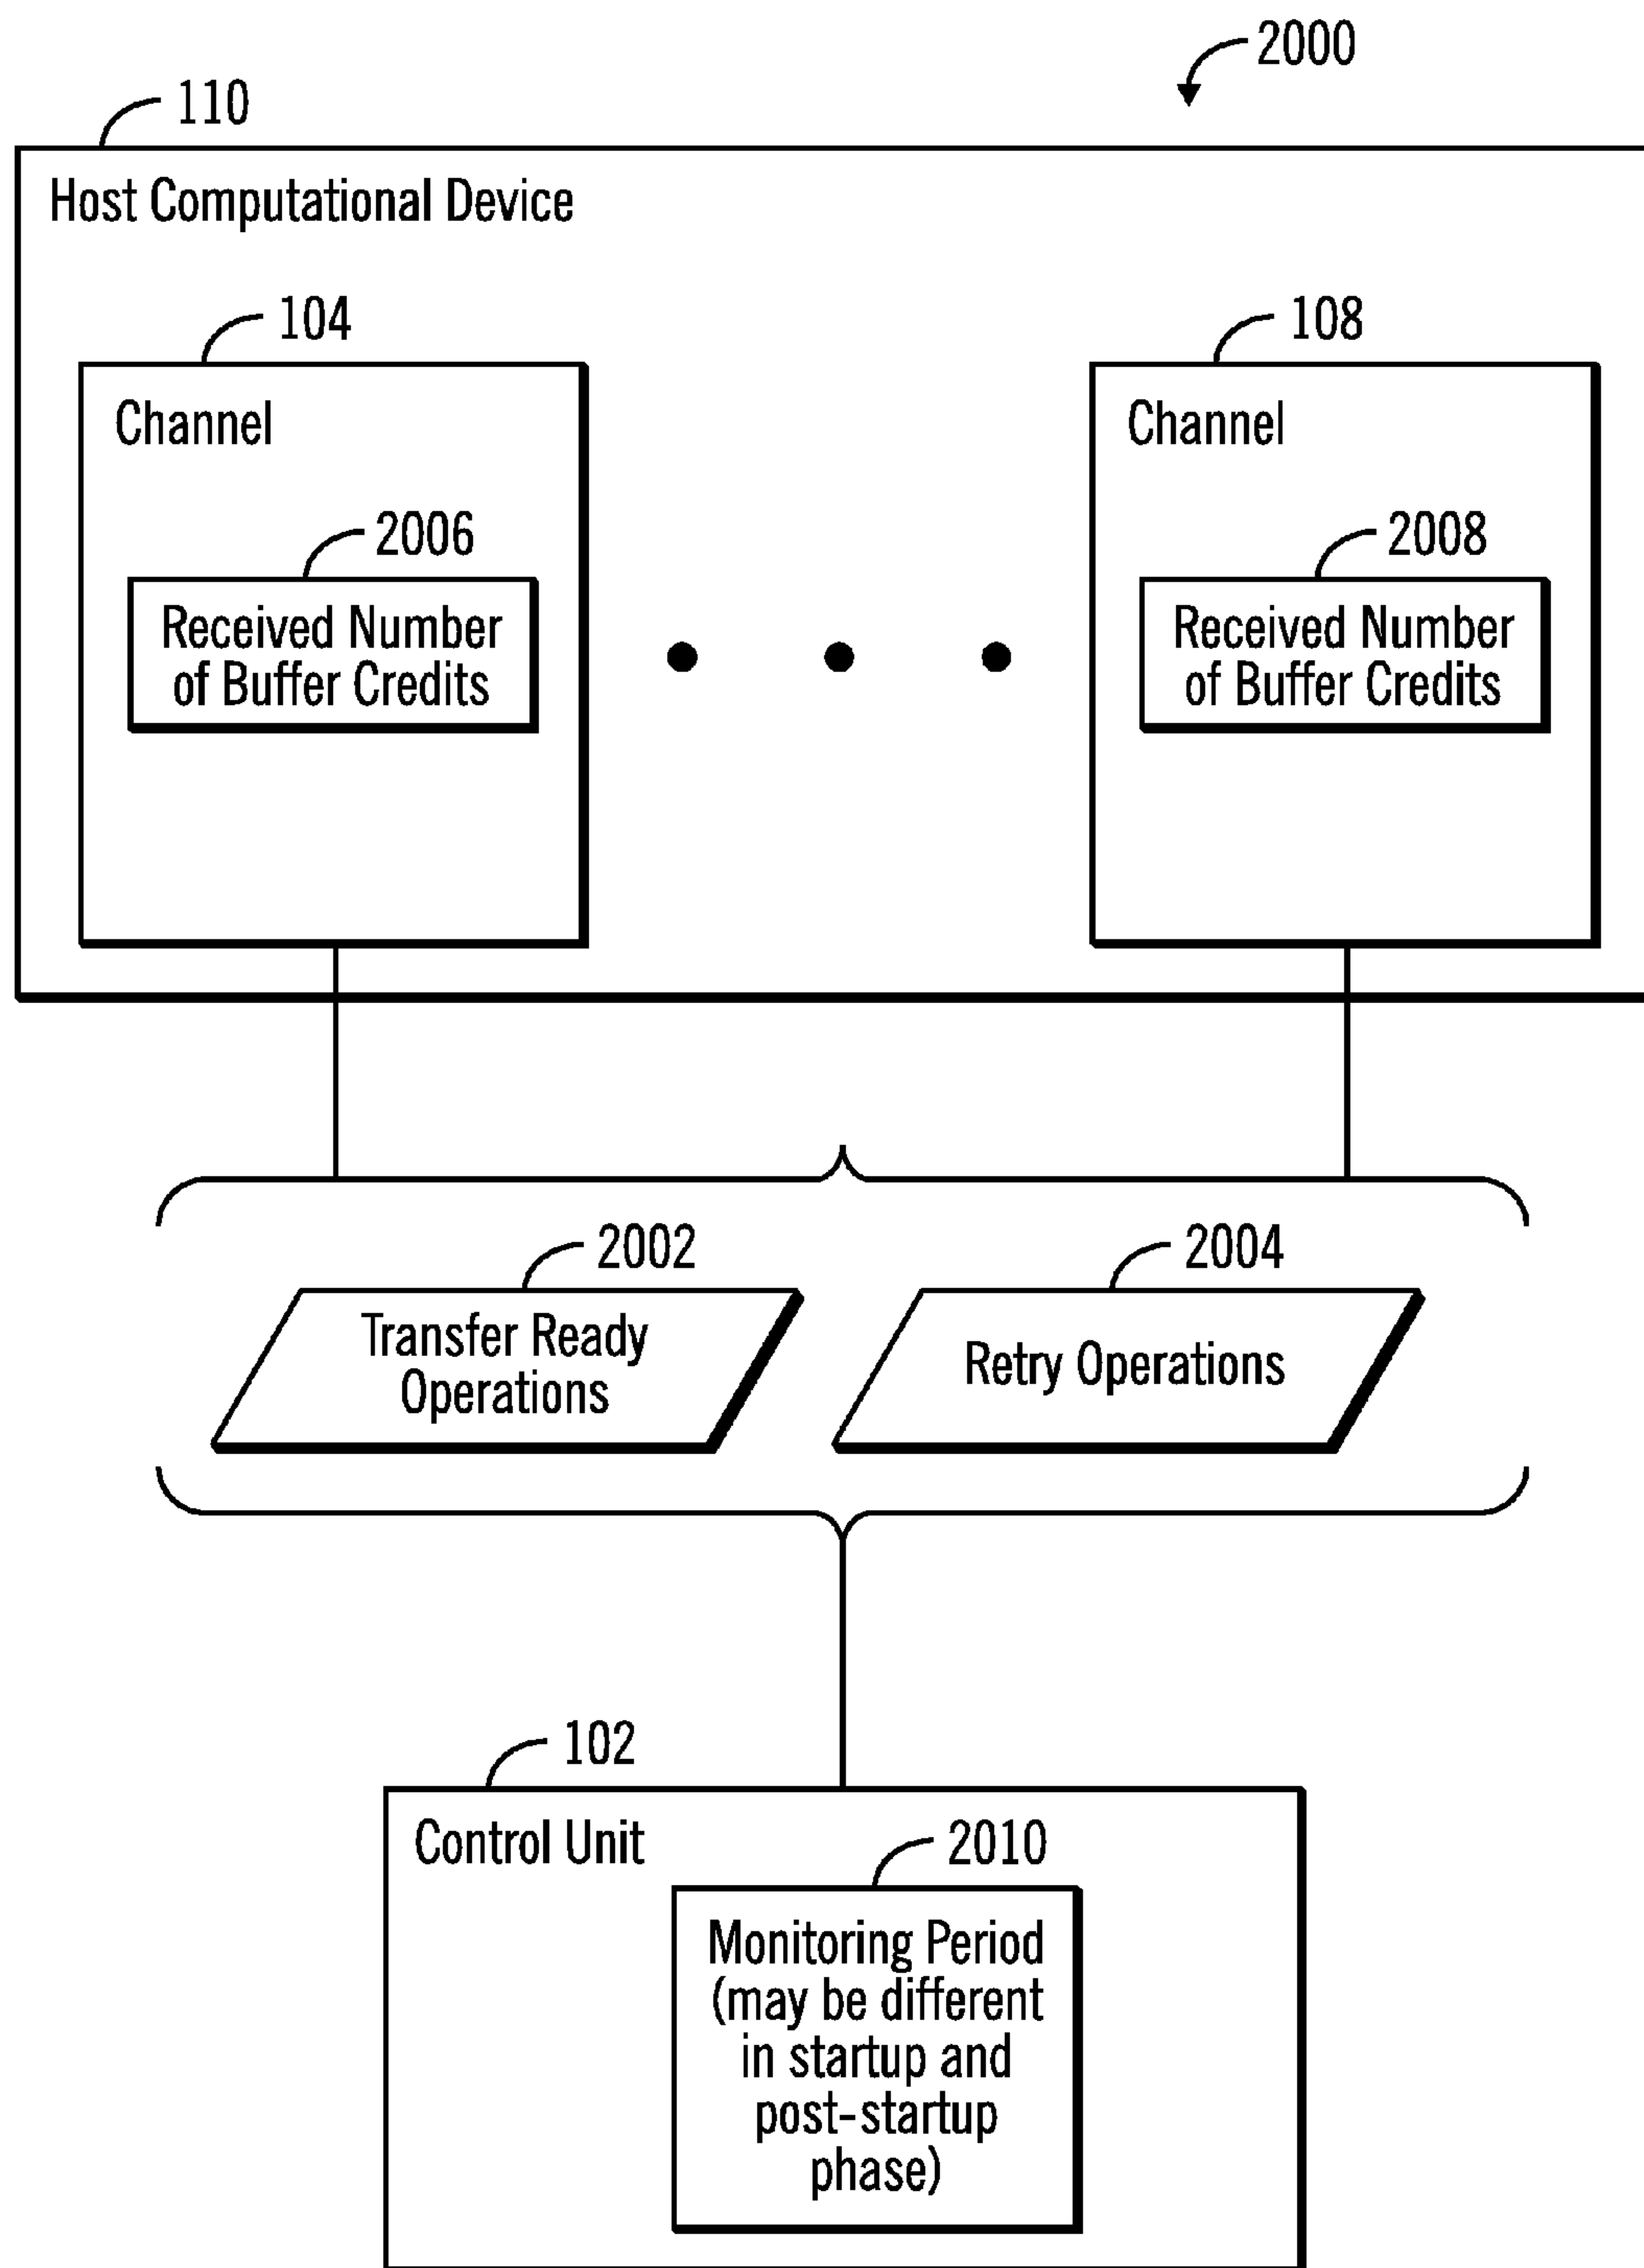 2000
110
Host Computational Device
104
108
Channel
Channel
2006
2008
Received Number
of Buffer Credits
Received Number
of Buffer Credits
2002
2004
Transfer Ready
Operations
Retry Operations
102
Control Unit
2010
Monitoring Period
(may be different
in startup and
post-startup
phase)